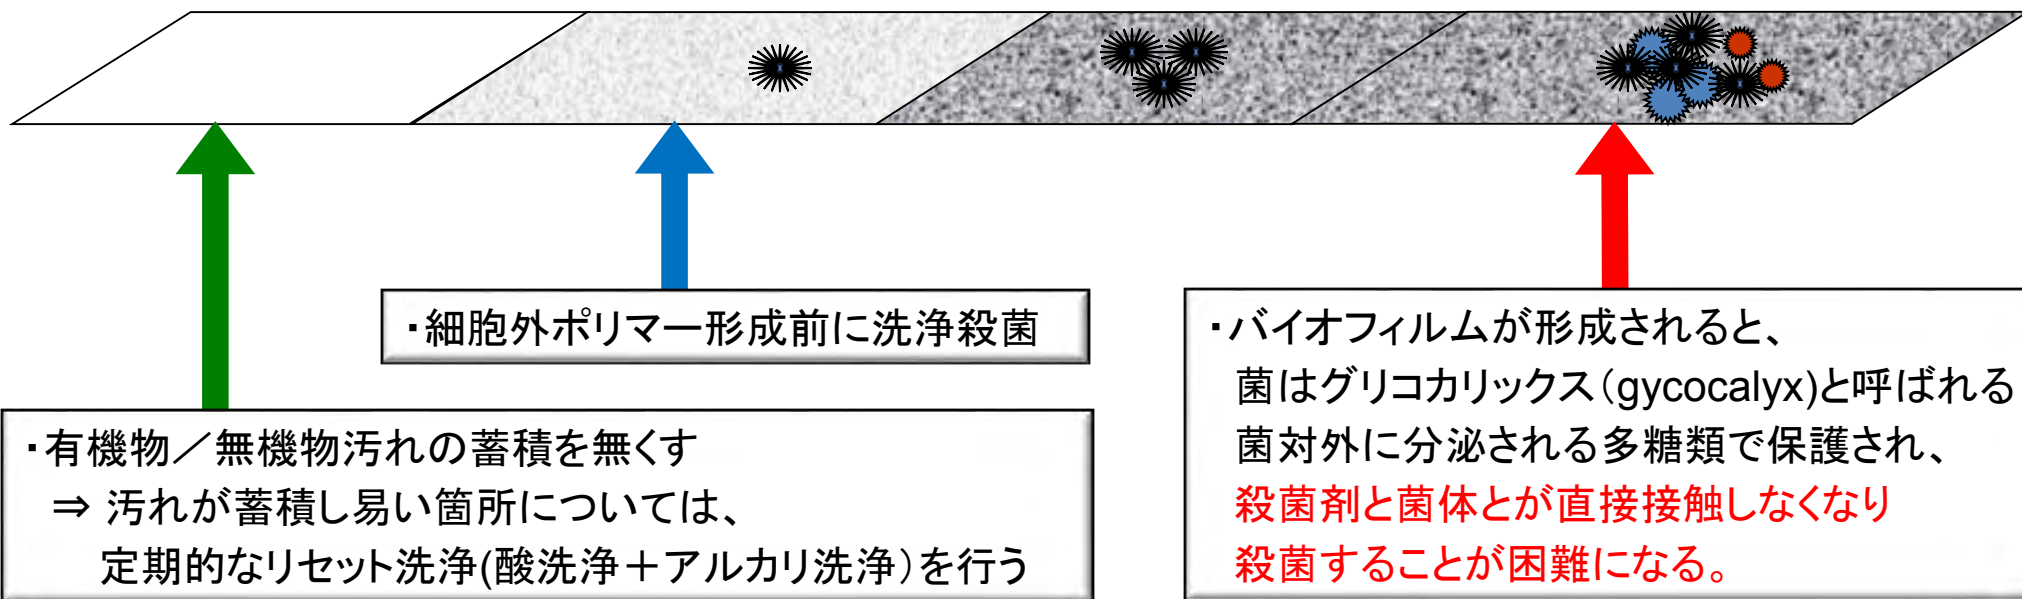 ・細胞外ポリマー形成前に洗浄殺菌
・有機物／無機物汚れの蓄積を無くす
⇒ 汚れが蓄積し易い箇所については、
定期的なリセット洗浄(酸洗浄＋アルカリ洗浄）を行う
・バイオフィルムが形成されると、
菌はグリコカリックス（gycocalyx)と呼ばれる
菌対外に分泌される多糖類で保護され、
殺菌剤と菌体とが直接接触しなくなり
殺菌することが困難になる。